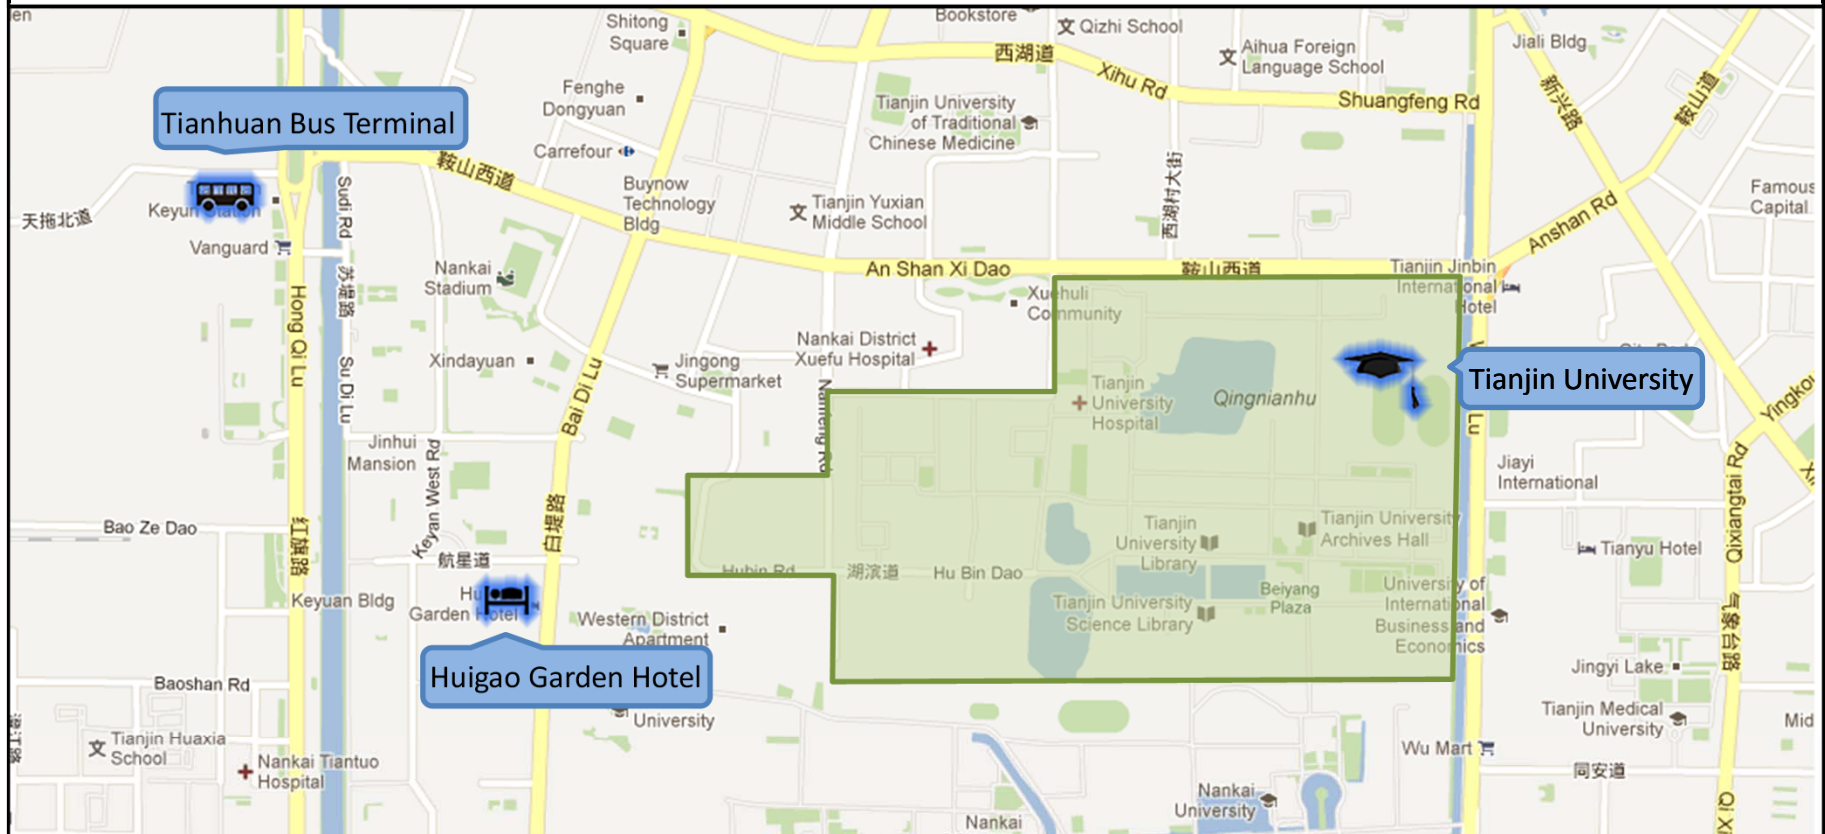 Shitong
Square
Bookstore
Qizhi School
西湖道
Xihu Rd
Aihua Foreign
Language School
Shuangfeng Rd
Jiali Bldg
新兴路
鞍山道
Tianhuan Bus Terminal
Fenghe
Dongyuan
Carrefour
Tianjin University
of Traditional
Chinese Medicine
鞍山西道
Buynow
Technology
Bldg
Tianjin Yuxian
Middle School
西湖村大街
Famous
Capital
Anshan Rd
天拖北道
Vanguard
Sudi Rd
苏堤路
Su Di Lu
Hong Qi Lu
红旗路
Nankai
Stadium
An Shan Xi Dao
鞍山西道
Tianjin Jinbin
International
Hotel
Xuehuli
Community
Nankai District
Xuefu Hospital
Xindayuan
Jingong
Supermarket
Bai Di Lu
白堤路
Tianjin
University
Hospital
Qingnianhu
Tianjin University
Lu
Yingkou
Qixiangtai Rd
气象台路
Jinhui
Mansion
Keyan West Rd
Jiayi
International
Bao Ze Dao
航星道
Tianjin
University
Library
Tianjin University
Archives Hall
Tianyu Hotel
Hubin Rd
湖滨道
Hu Bin Dao
Keyuan Bldg
Garden Hotel
Western District
Apartment
Tianjin University
Science Library
Beiyang
Plaza
University of
International
Business and
Economics
Huigao Garden Hotel
University
Baoshan Rd
Jingyi Lake
Tianjin Medical
University
Tianjin Huaxia
School
Nankai Tiantuo
Hospital
Wu Mart
同安道
Nankai
University
Nankai